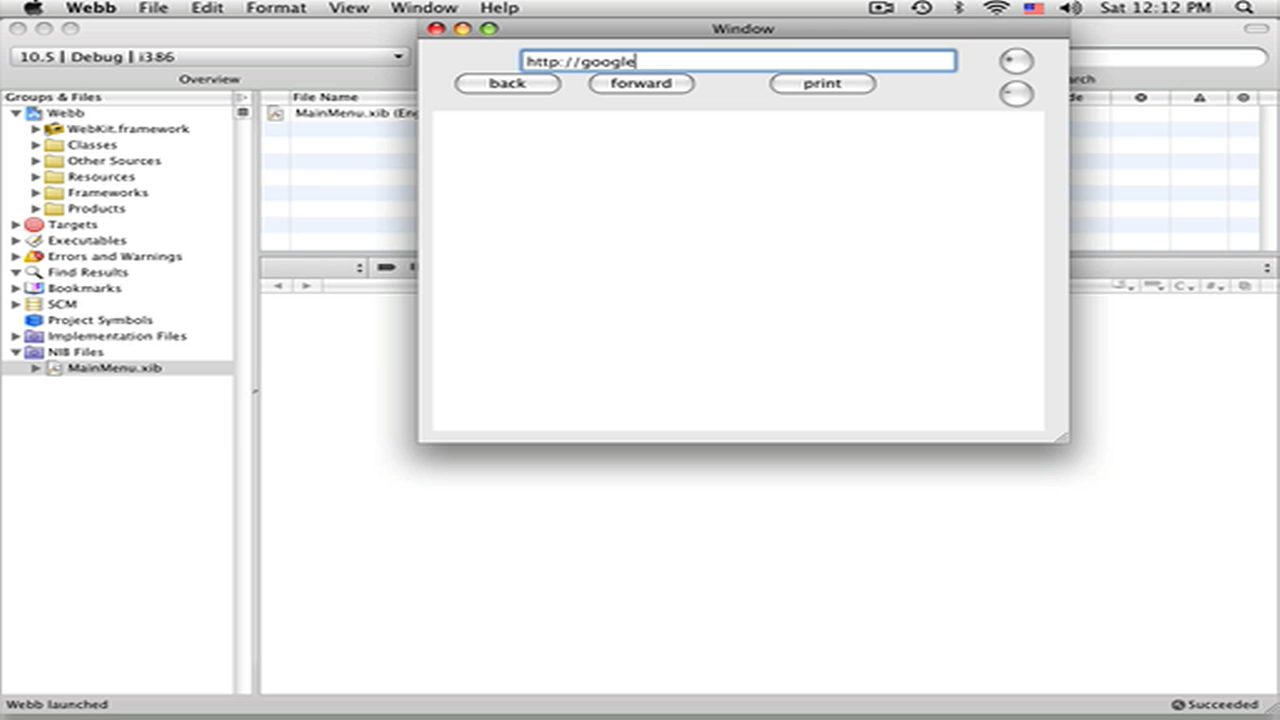 Webb File Edit Format View Window Help Sat 12:12 PM
Window
10.5 | Debug | i386
http://google
Overview
back forward print
Groups & Files
File Name
Webb
MainMenu.xib
WebKit.framework
Classes
Other Sources
Resources
Frameworks
Products
Targets
Executables
Errors and Warnings
Find Results
Bookmarks
SCM
Project Symbols
Implementation Files
NIB Files
MainMenu.xib
Webb launched
Succeeded